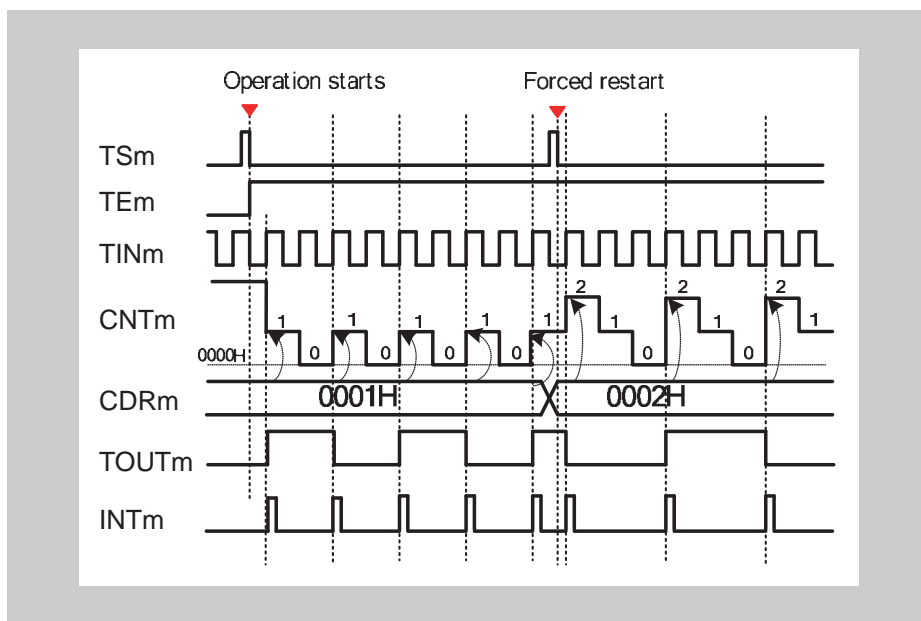 Operation starts Forced restart
TSm
TEm
TINm
CNTm 1 1 1 1 1 2 1 2 1 2 1
0000H 0 0 0 0 0 0
CDRm 0001H 0002H
TOUTm
INTm